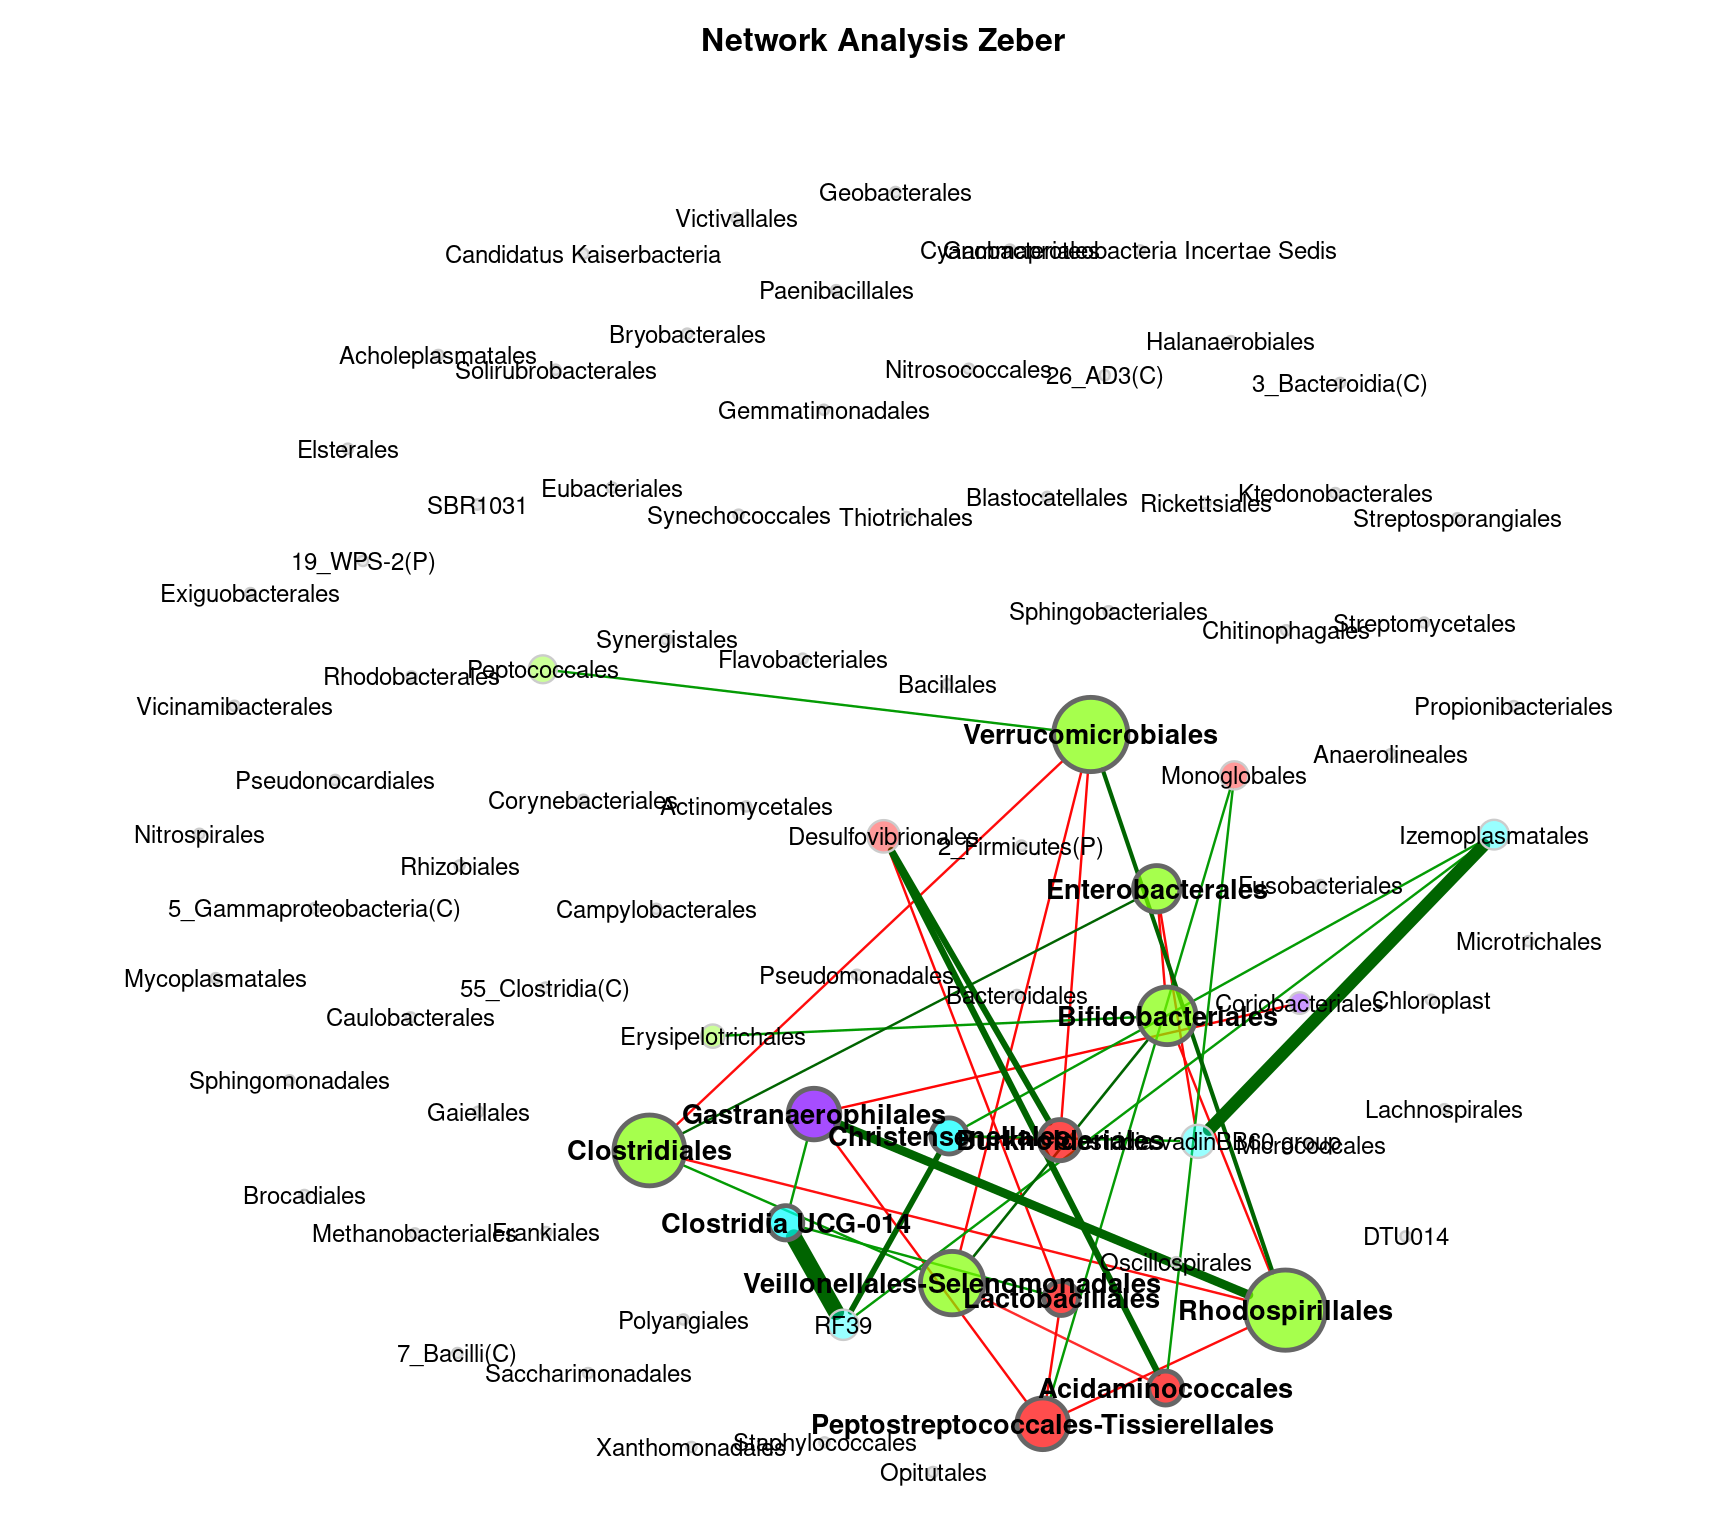 Network Analysis Zeber
Geobacterales
Victivallales
Candidatus Kaiserbacteria
Cyanobacteriales
Gammaproteobacteria Incertae Sedis
Paenibacillales
Bryobacterales
Halanaerobiales
Acholeplasmatales
Solirubrobacterales
Nitrosococcales
26_AD3(C)
3_Bacteroidia(C)
Gemmatimonadales
Elsterales
Eubacteriales
SBR1031
Blastocatellales
Rickettsiales
Ktedonobacterales
Synechococcales
Thiotrichales
Streptosporangiales
19_WPS-2(P)
Exiguobacterales
Sphingobacteriales
Chitinophagales
Streptomycetales
Synergistales
Flavobacteriales
Peptococcales
Rhodobacterales
Bacillales
Vicinamibacterales
Propionibacteriales
Verrucomicrobiales
Anaerolineales
Monoglobales
Pseudonocardiales
Corynebacteriales
Actinomycetales
Nitrospirales
Desulfovibrionales
2_Firmicutes(P)
Izemoplasmatales
Rhizobiales
Enterobacterales
Fusobacteriales
5_Gammaproteobacteria(C)
Campylobacterales
Microtrichales
Mycoplasmatales
55_Clostridia(C)
Pseudomonadales
Bacteroidales
Coriobacteriales
Chloroplast
Caulobacterales
Bifidobacteriales
Erysipelotrichales
Sphingomonadales
Gaiellales
Gastranaerophilales
Lachnospirales
Clostridiales
Christensenellales
Burkholderiales
BB60 group
Micrococcales
Brocadiales
Methanobacteriales
Frankiales
Clostridia UCG-014
DTU014
Oscillospirales
Veillonellales-Selenomonadales
Lactobacillales
Rhodospirillales
Polyangiales
RF39
7_Bacilli(C)
Saccharimonadales
Acidaminococcales
Peptostreptococcales-Tissierellales
Xanthomonadales
Staphylococcales
Opitutales